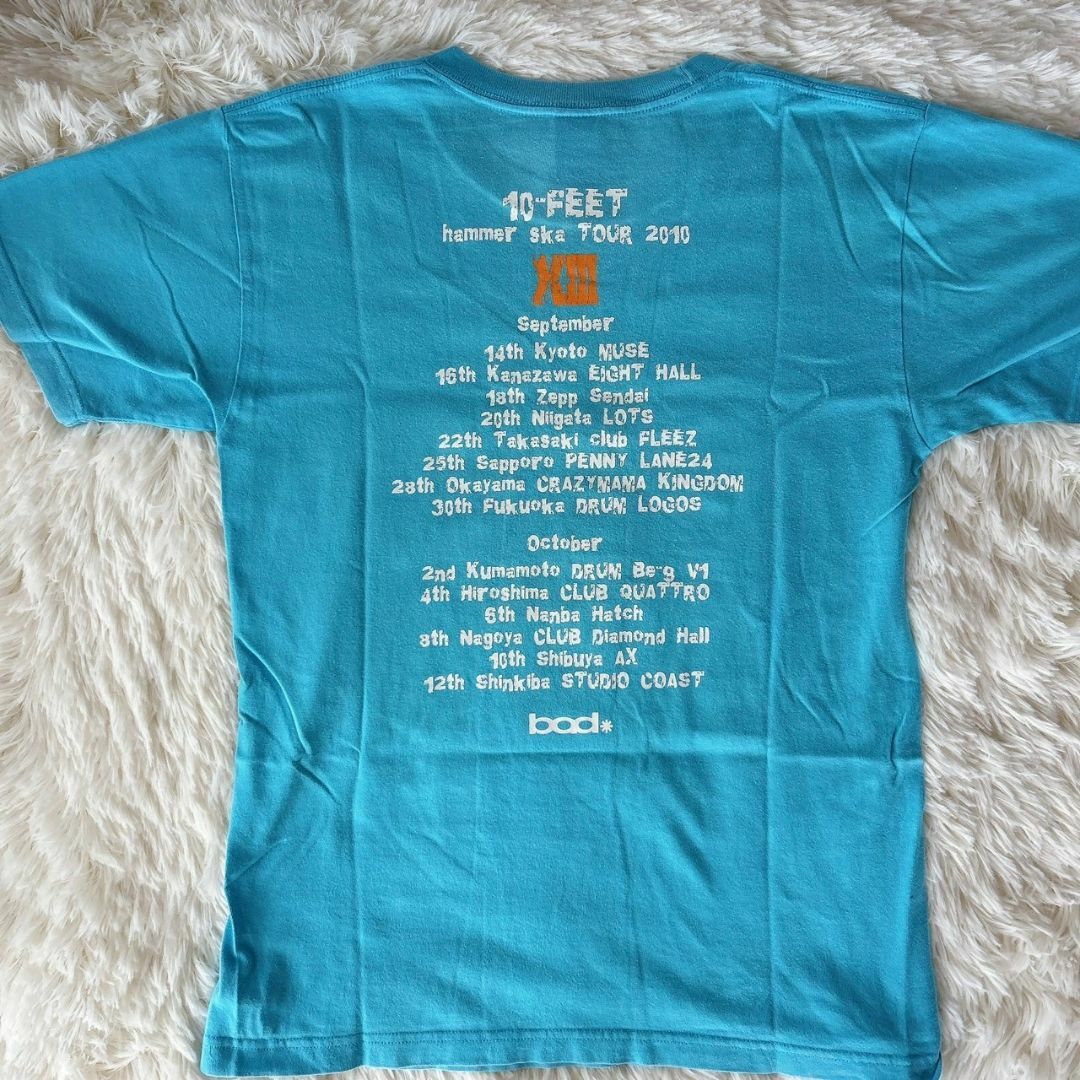 10-FEET
hammer ska TOUR 2010
XIII
September
14th Kyoto MUSE
16th Kanazawa EIGHT HALL
18th Zepp Sendai
20th Niigata LOTS
22th Takasaki club FLEEZ
25th Sapporo PENNY LANE24
28th Okayama CRAZYMAMA KINGDOM
30th Fukuoka DRUM LOGOS
October
2nd Kumamoto DRUM Be-9 V1
4th Hiroshima CLUB QUATTRO
6th Nanba Hatch
8th Nagoya CLUB Diamond Hall
10th Shibuya AX
12th Shinkiba STUDIO COAST
bad*